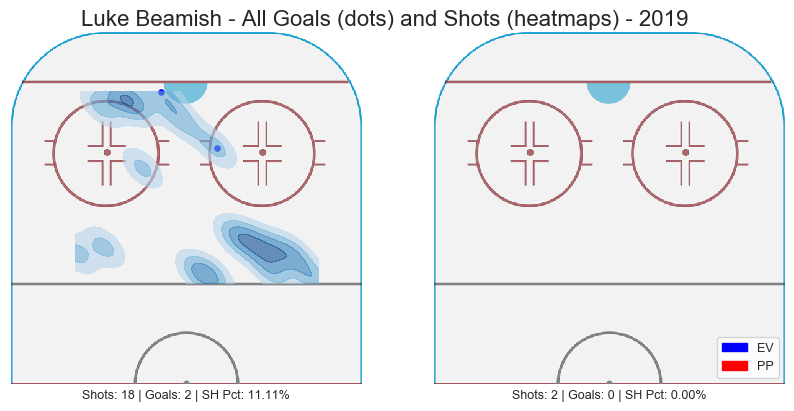 Luke Beamish - All Goals (dots) and Shots (heatmaps) - 2019
EV
PP
Shots: 18 | Goals: 2 | SH Pct: 11.11%
Shots: 2 | Goals: 0 | SH Pct: 0.00%